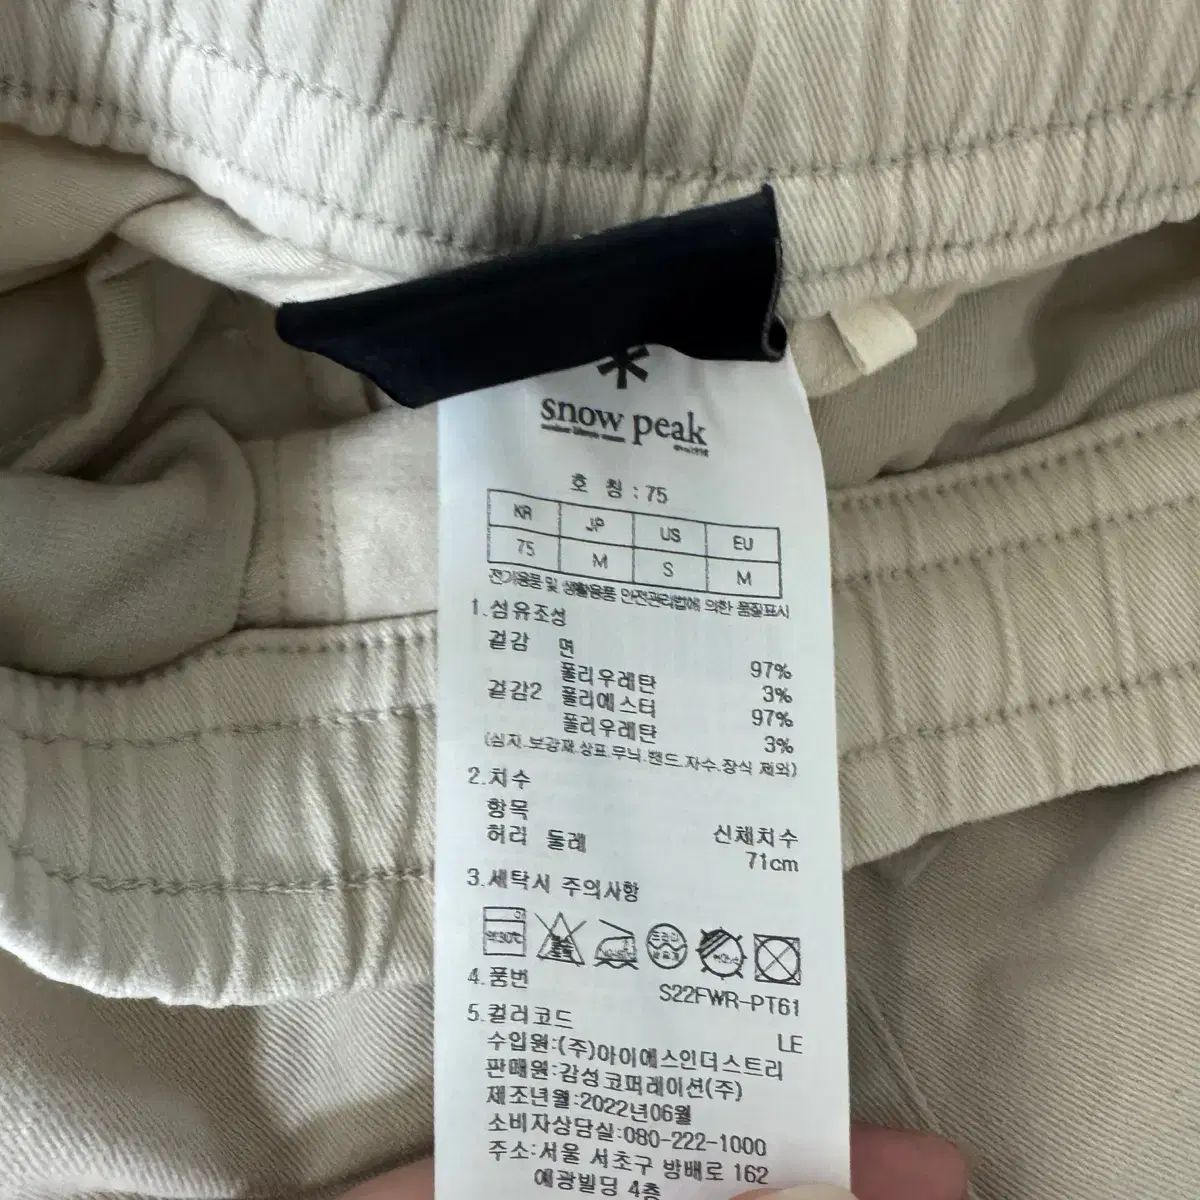 snow peak
호 칭 : 75
KR JP US EU
75 M S M
전기용품 및 생활용품 안전관리법에 의한 품질표시
1.섬유조성
겉감 면 97%
폴리우레탄 3%
겉감2 폴리에스터 97%
폴리우레탄 3%
(심지.보강재.상표.무늬.밴드.자수.장식 제외)
2.치수
항목 신체치수
허리 둘레 71cm
3.세탁시 주의사항
약30℃
4.품번 S22FWR-PT61
5.컬러코드 LE
수입원:(주)아이에스인더스트리
판매원:감성코퍼레이션(주)
제조년월:2022년06월
소비자상담실:080-222-1000
주소:서울 서초구 방배로 162
에광빌딩 4층